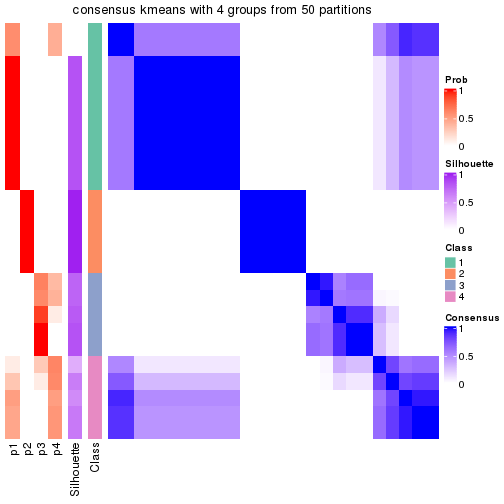 consensus kmeans with 4 groups from 50 partitions
Prob
1
0.5
0
Silhouette
1
0.5
0
Class
1
2
3
4
Consensus
1
0.5
0
p1
p2
p3
p4
Silhouette
Class